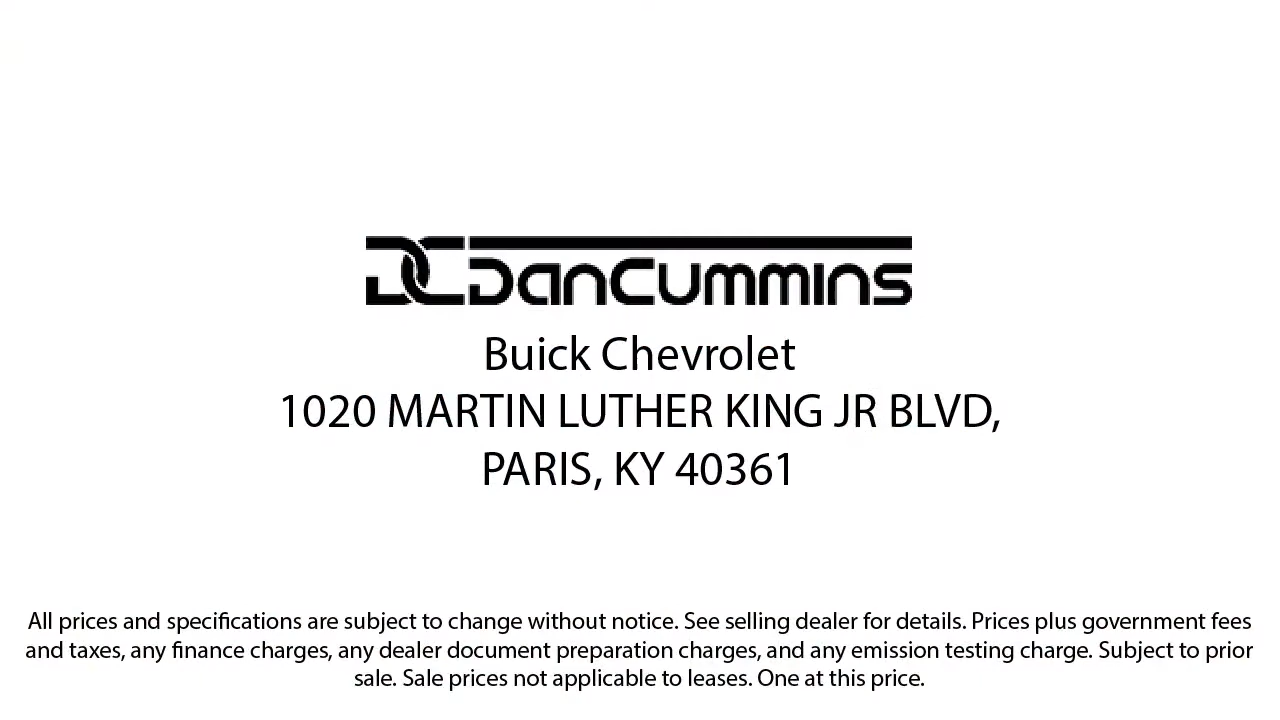 DC DanCummins
Buick Chevrolet
1020 MARTIN LUTHER KING JR BLVD,
PARIS, KY 40361
All prices and specifications are subject to change without notice. See selling dealer for details. Prices plus government fees
and taxes, any finance charges, any dealer document preparation charges, and any emission testing charge. Subject to prior
sale. Sale prices not applicable to leases. One at this price.